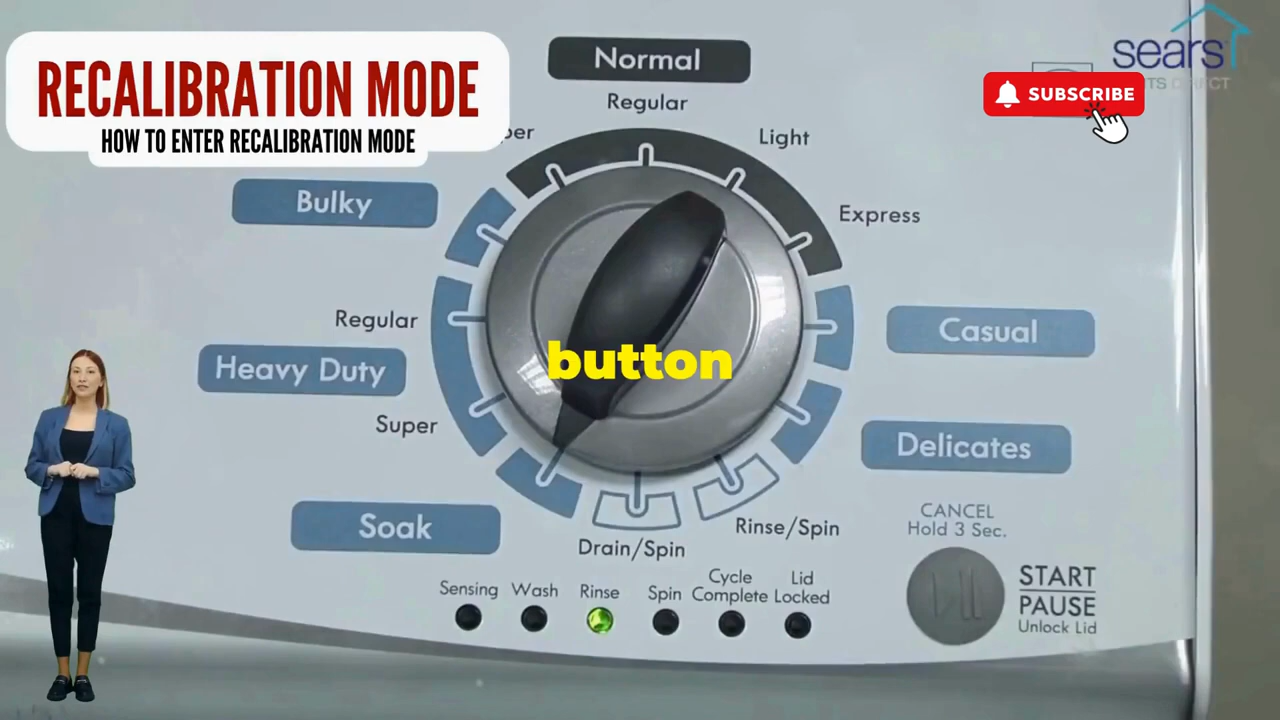 RECALIBRATION MODE
HOW TO ENTER RECALIBRATION MODE
sears
DIRECT
SUBSCRIBE
Normal
Regular
Light
Express
Bulky
Regular
Heavy Duty
Super
Casual
Delicates
button
Soak
Drain/Spin
Rinse/Spin
CANCEL
Hold 3 Sec.
START
PAUSE
Unlock Lid
Sensing
Wash
Rinse
Spin
Cycle
Complete
Lid
Locked